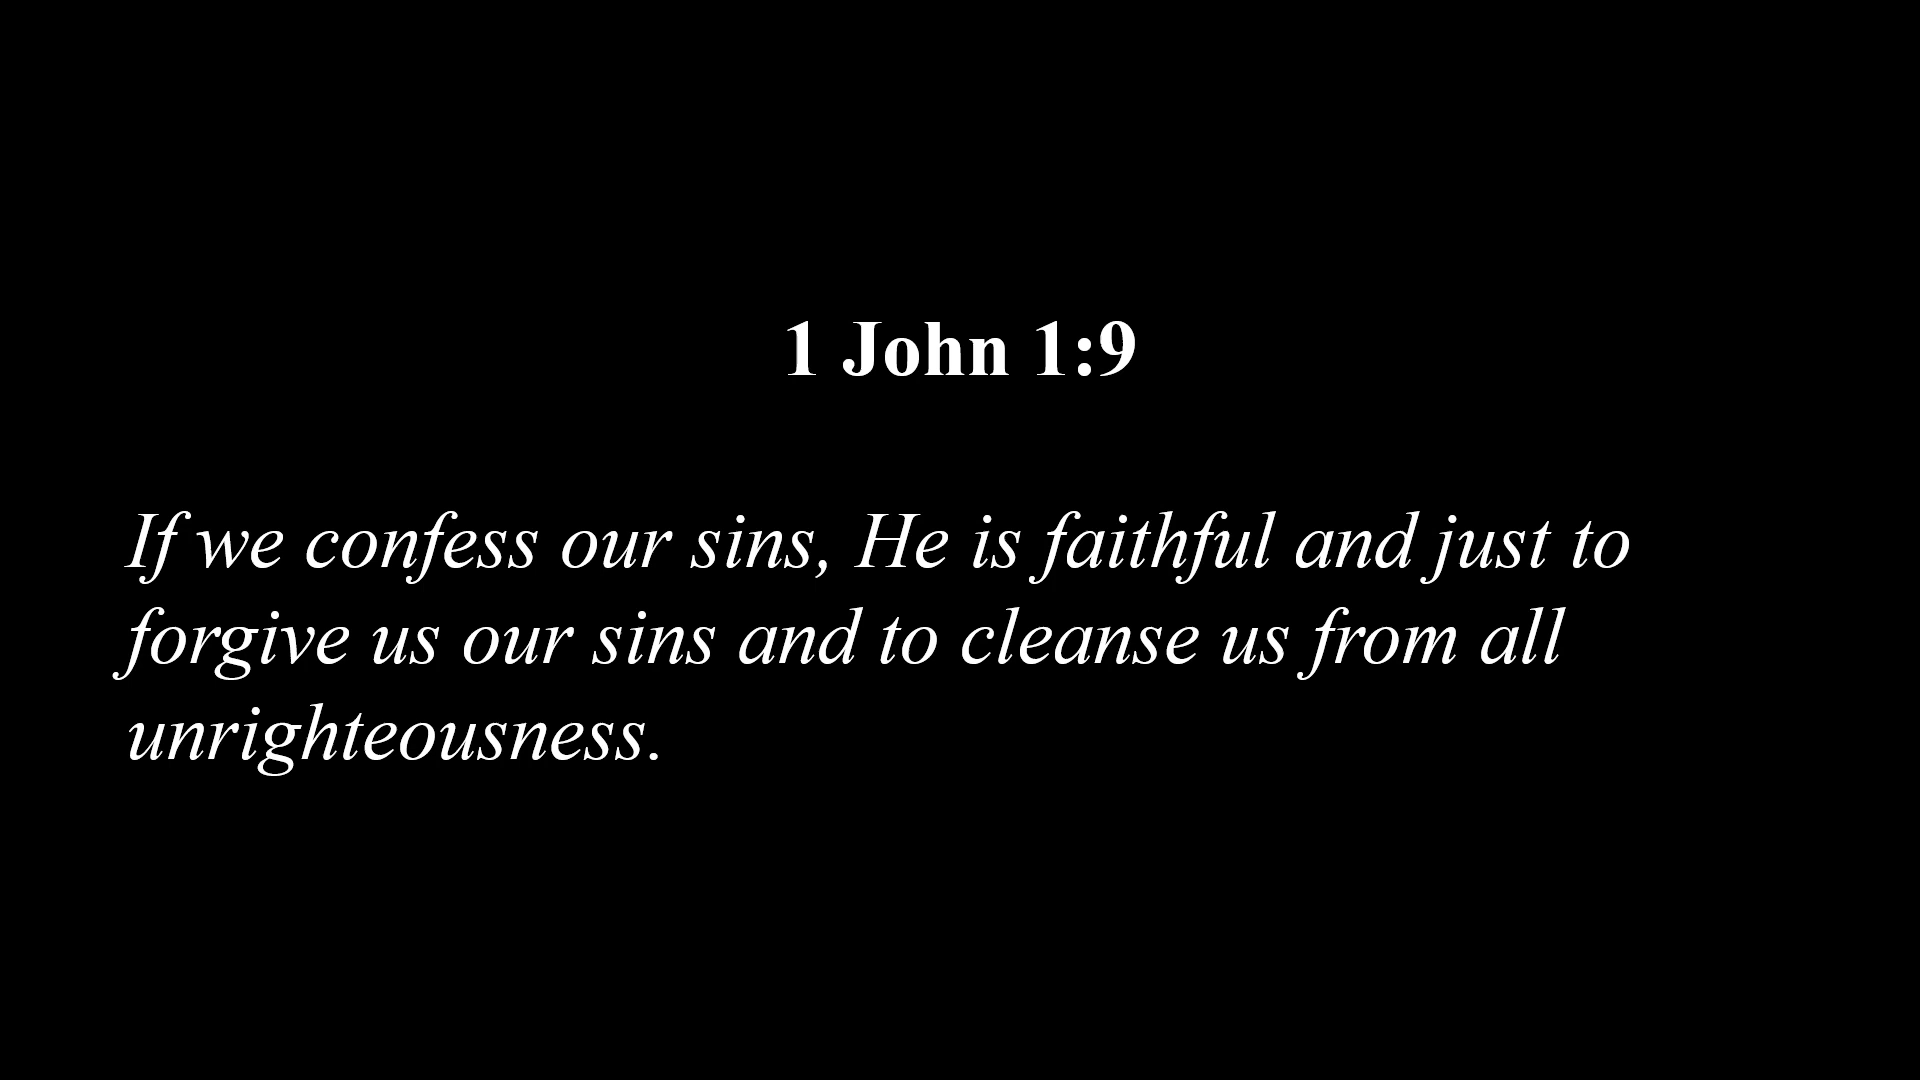 1 John 1:9
If we confess our sins, He is faithful and just to
forgive us our sins and to cleanse us from all
unrighteousness.